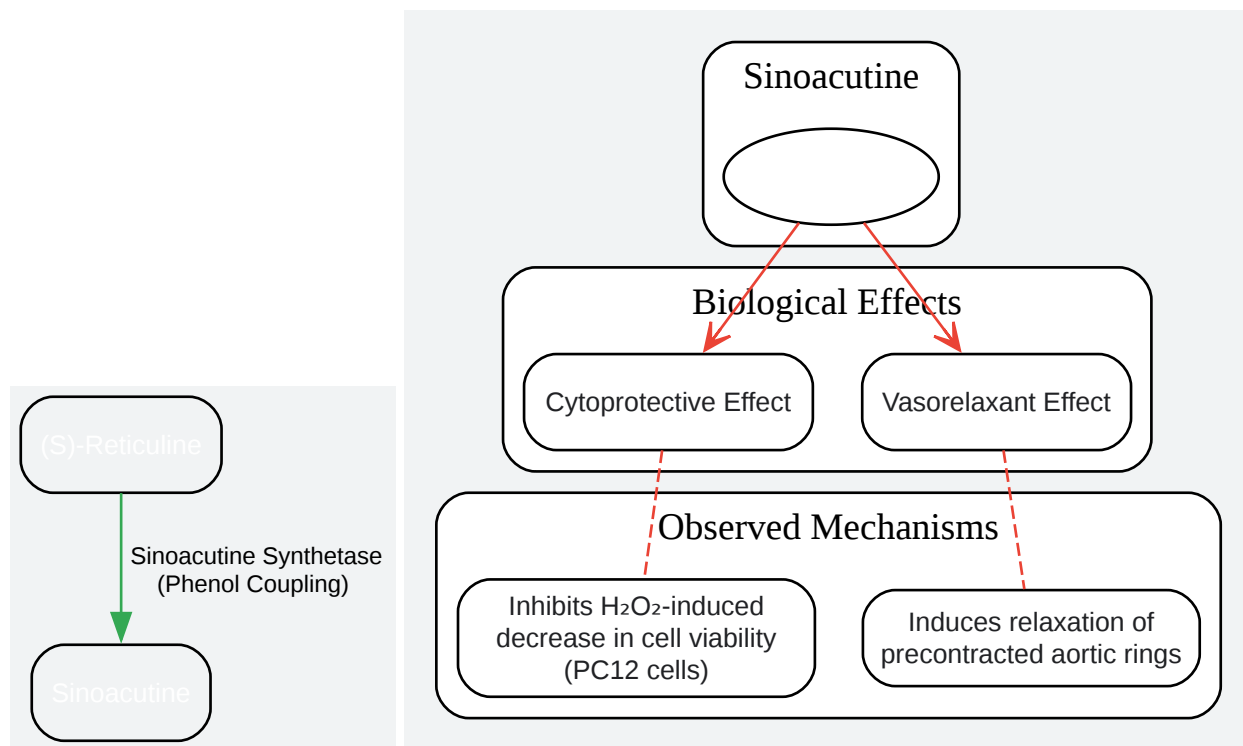 (S)-Reticuline
Sinoacutine Synthetase
(Phenol Coupling)
Sinoacutine
Sinoacutine
Biological Effects
Cytoprotective Effect
Vasorelaxant Effect
Observed Mechanisms
Inhibits H₂O₂-induced
decrease in cell viability
(PC12 cells)
Induces relaxation of
precontracted aortic rings